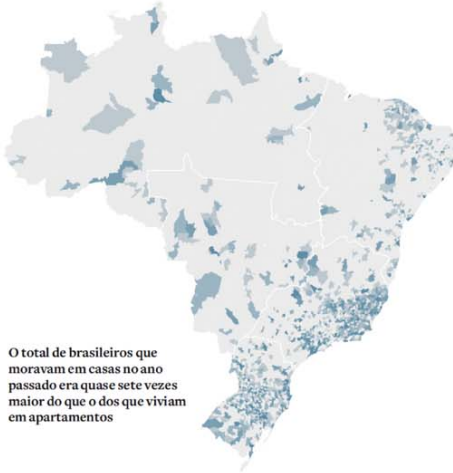 O total de brasileiros que
moravam em casas no ano
passado era quase sete vezes
maior do que o dos que viviam
em apartamentos